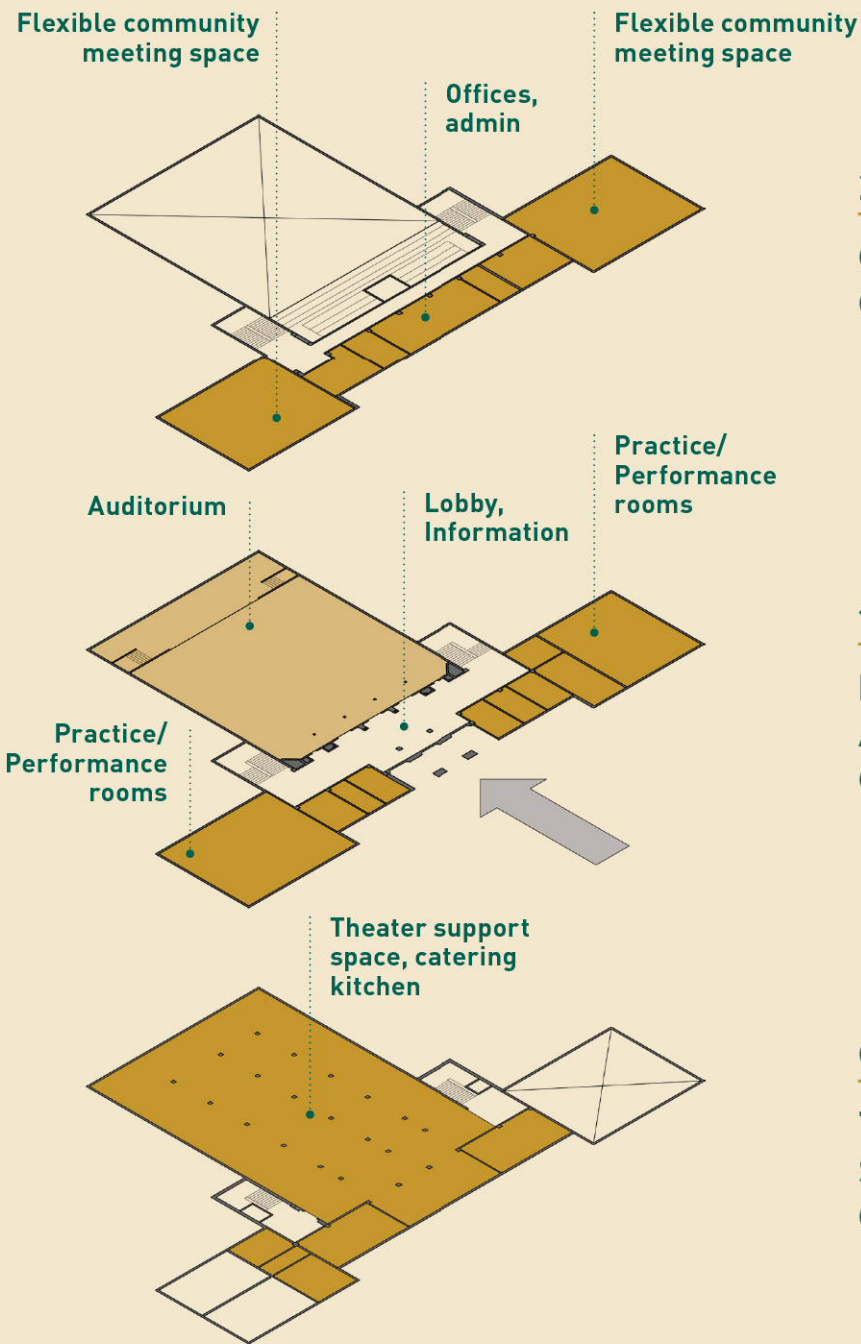 Flexible community
meeting space
Flexible community
meeting space
Offices,
admin
Practice/
Performance
rooms
Auditorium
Lobby,
Information
Practice/
Performance
rooms
Theater support
space, catering
kitchen